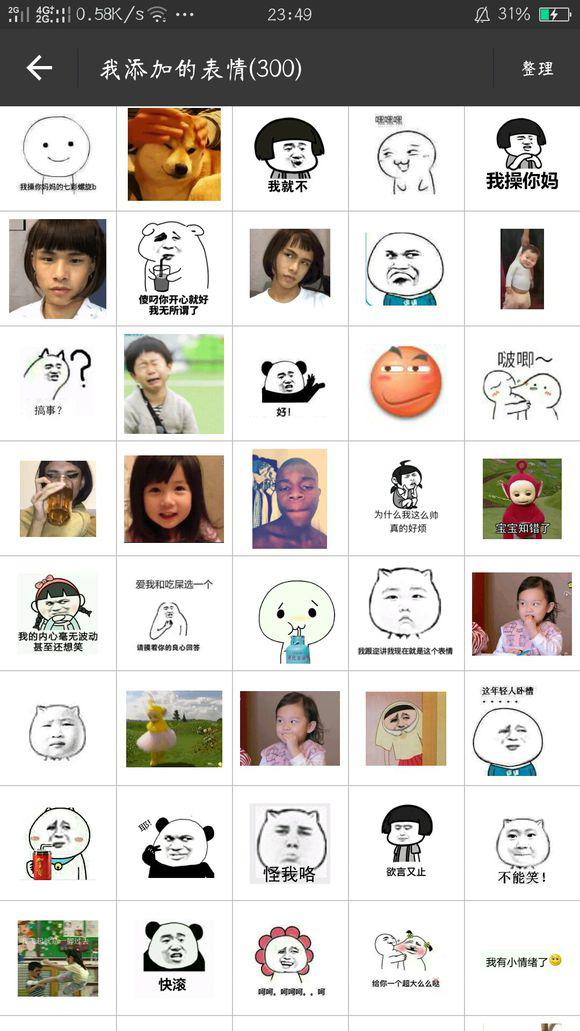 2G 4G 2G 0.58K/s 23:49 31%
我添加的表情(300)
整理
我操你妈妈的七彩螺旋b
我就不
嘿嘿嘿
我操你妈
傻叼你开心就好
我无所谓了
搞事?
好!
啵唧~
为什么我这么帅
真的好烦
宝宝知错了
我的内心毫无波动
甚至还想笑
爱我和吃屎选一个
请摸着你的良心回答
我跟逆讲我现在就是这个表情
这年轻人卧槽
.....
耶!
怪我咯
欲言又止
不能笑!
快滚
呵呵。呵呵呵。。呵
给你一个超大么么哒
我有小情绪了